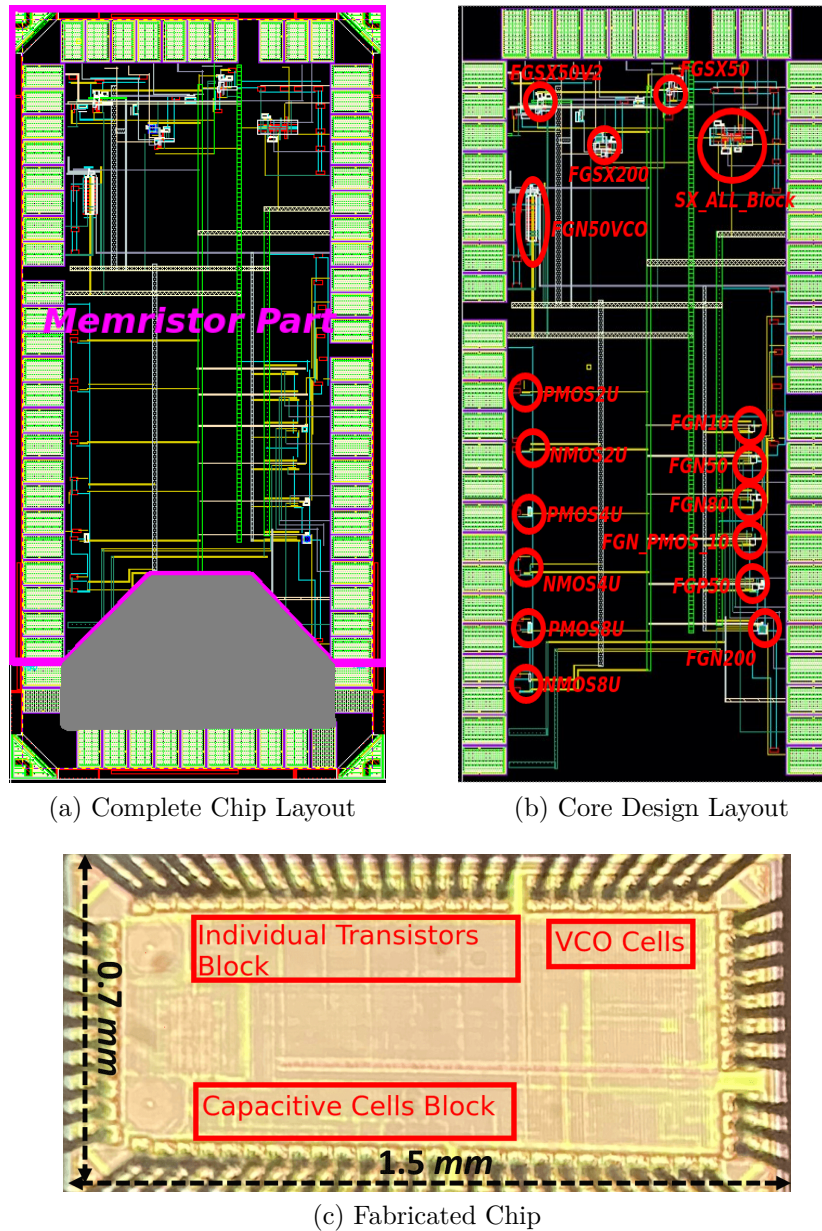 Memristor Part
FGSX50V2
FGSX50
FGSX200
SX_ALL_Block
FGN50VCO
PMOS2U
FGN10
NMOS2U
FGN50
FGN80
PMOS4U
FGN_PMOS_20
NMOS4U
FGP50
PMOS8U
FGN200
NMOS8U
(a) Complete Chip Layout
(b) Core Design Layout
Individual Transistors
Block
VCO Cells
0.7 mm
Capacitive Cells Block
1.5 mm
(c) Fabricated Chip